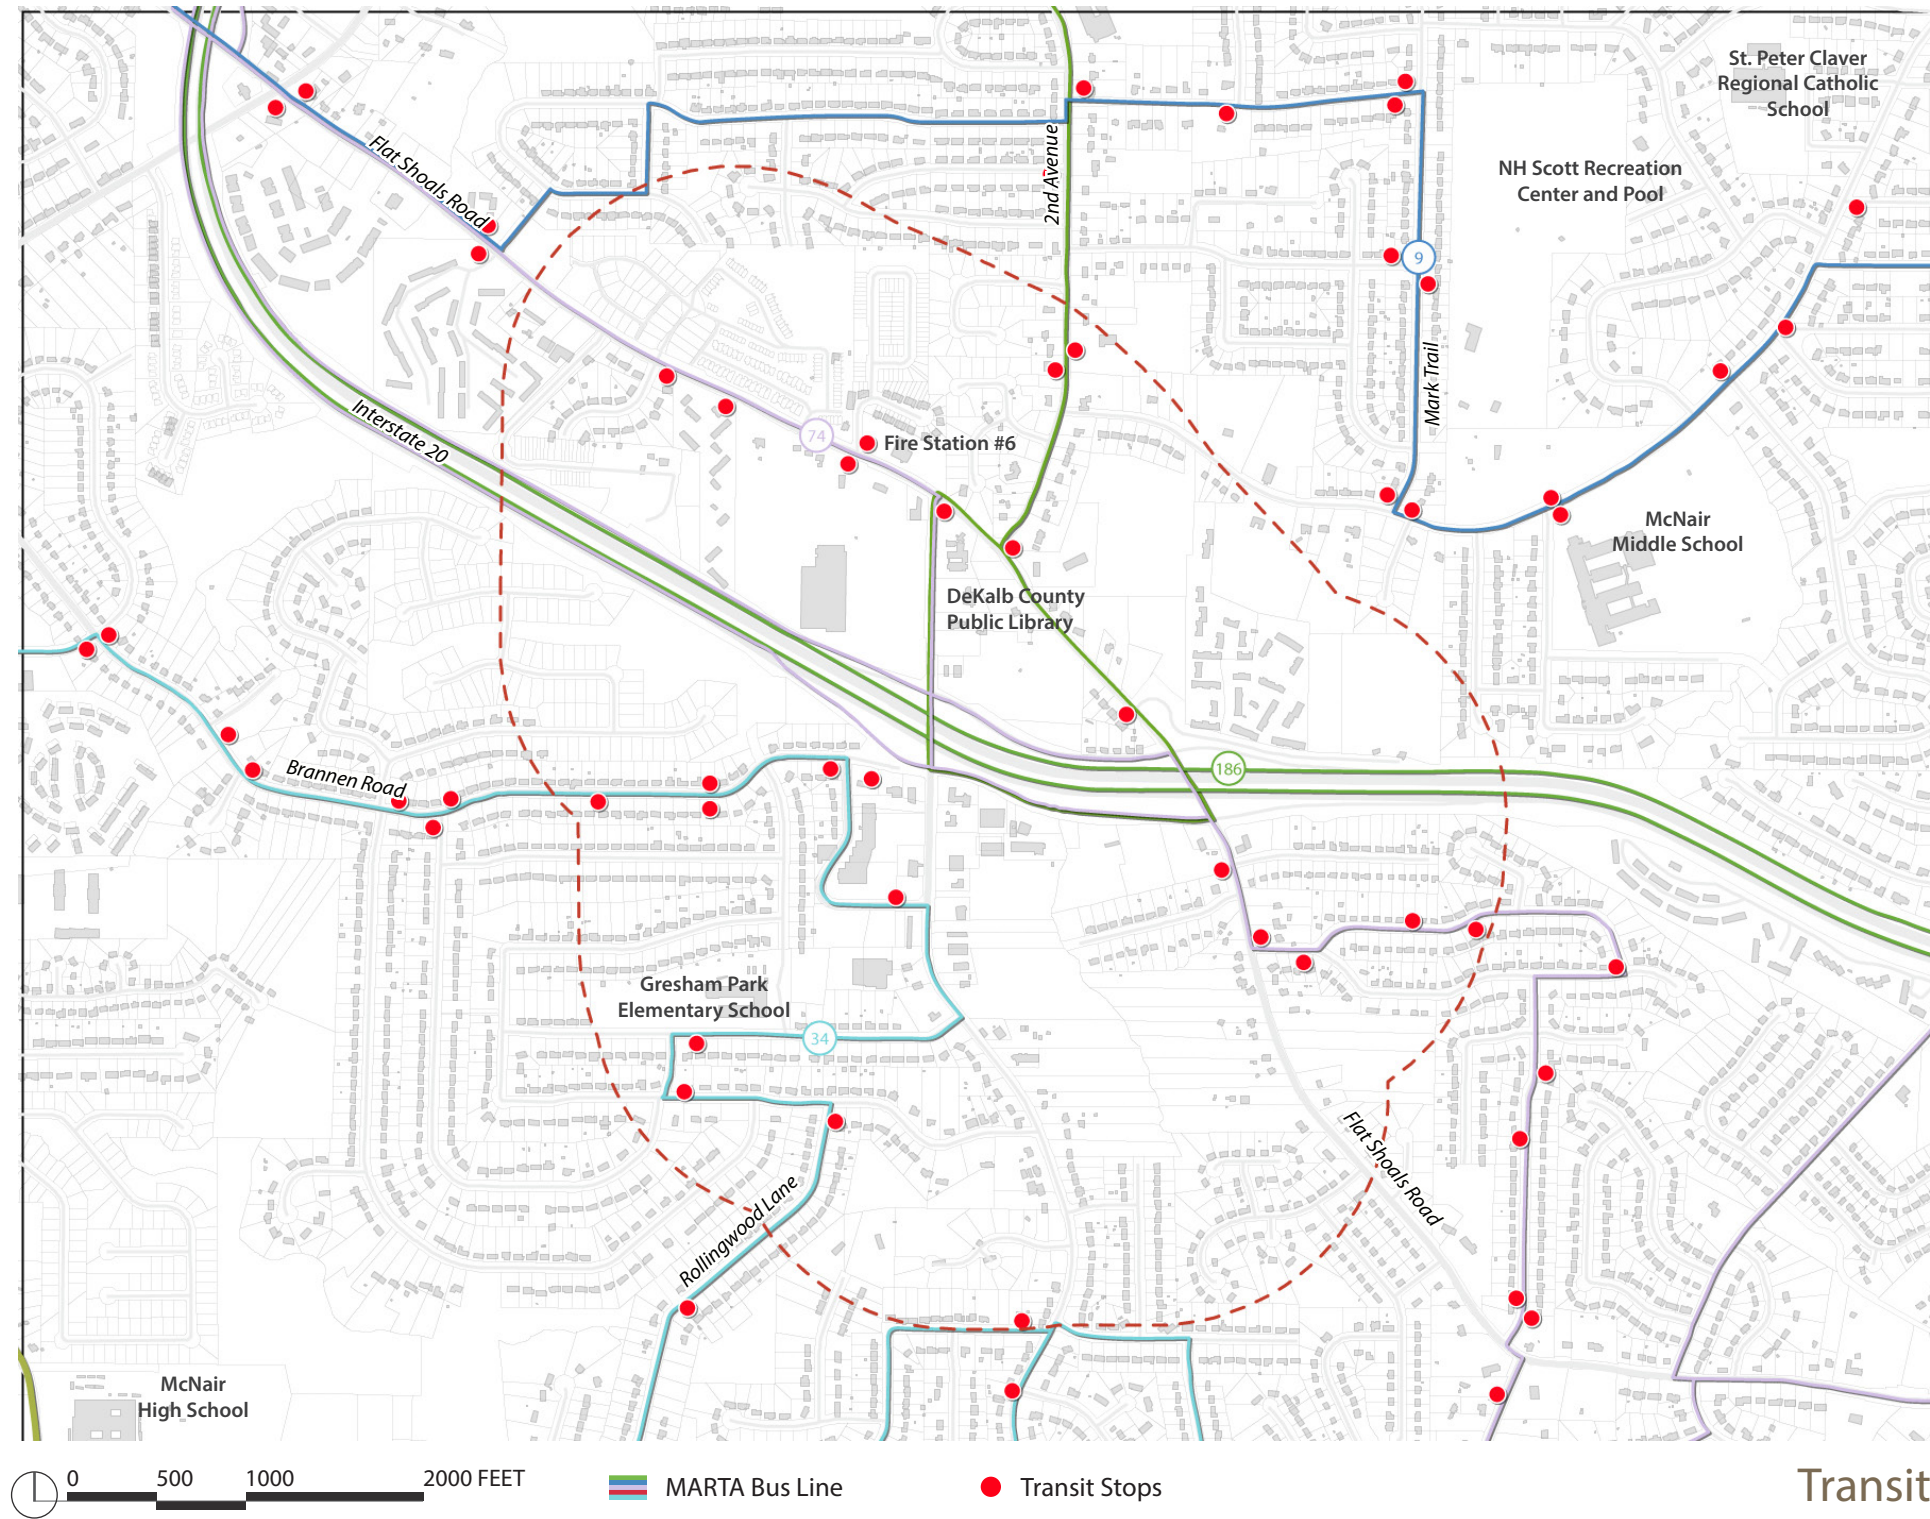 St. Peter Claver
Regional Catholic
School
Flat Shoals Road
2nd Avenue
NH Scott Recreation
Center and Pool
9
Mark Trail
Interstate 20
74
Fire Station #6
McNair
Middle School
DeKalb County
Public Library
Brannen Road
186
Gresham Park
Elementary School
34
Flat Shoals Road
Rollingwood Lane
McNair
High School
0 500 1000 2000 FEET
MARTA Bus Line
Transit Stops
Transit